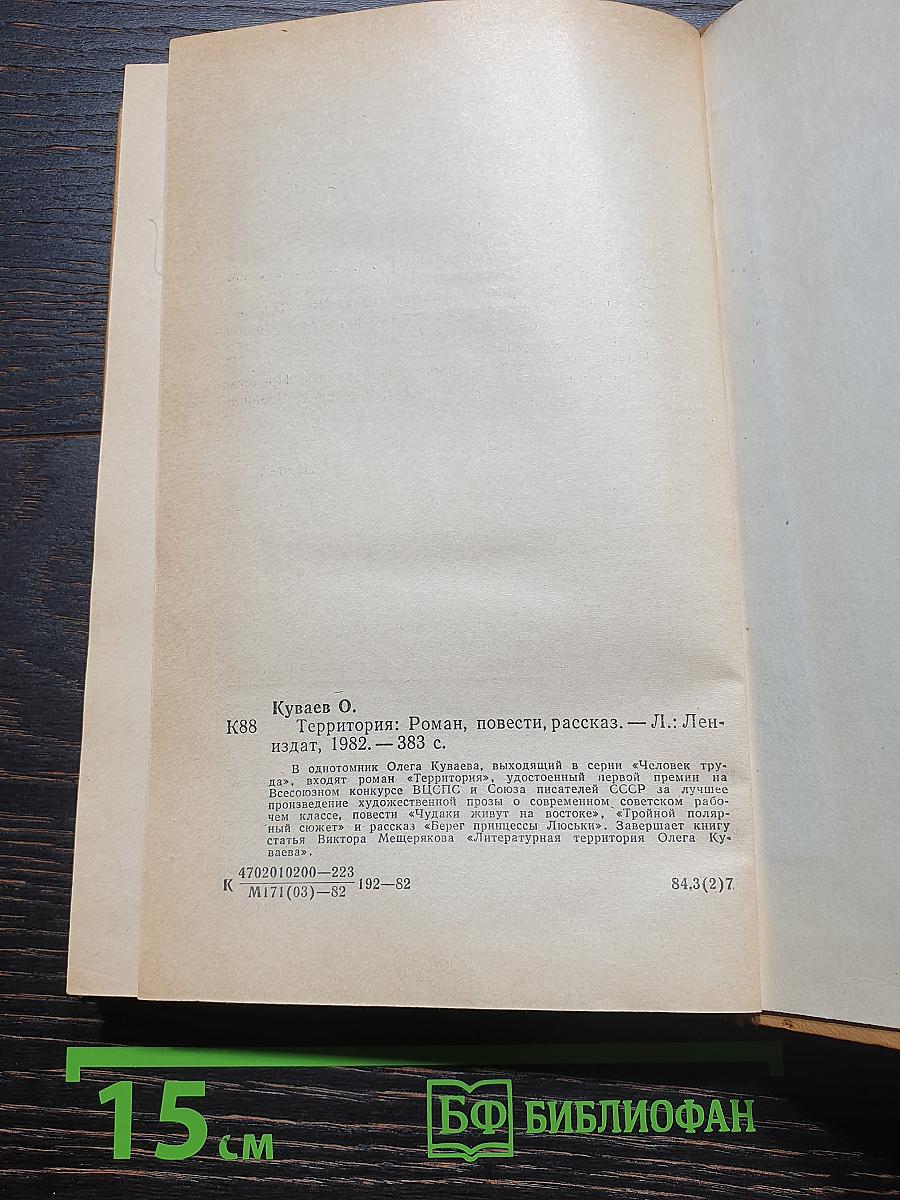 Куваев О.
К88 Территория: Роман, повести, рассказ. — Л.: Лен-
издат, 1982. — 383 с.
В однотомник Олега Куваева, выходящий в серии «Человек тру-
да», входят роман «Территория», удостоенный первой премии на
Всесоюзном конкурсе ВЦСПС и Союза писателей СССР за лучшее
произведение художественной прозы о современном советском рабо-
чем классе, повести «Чудаки живут на востоке», «Тройной поляр-
ный сюжет» и рассказ «Берег принцессы Люськи». Завершает книгу
статья Виктора Мещерякова «Литературная территория Олега Ку-
ваева».
К 4702010200—223
М171(03)—82 192—82 84.3(2)7
15 см БФ БИБЛИОФАН